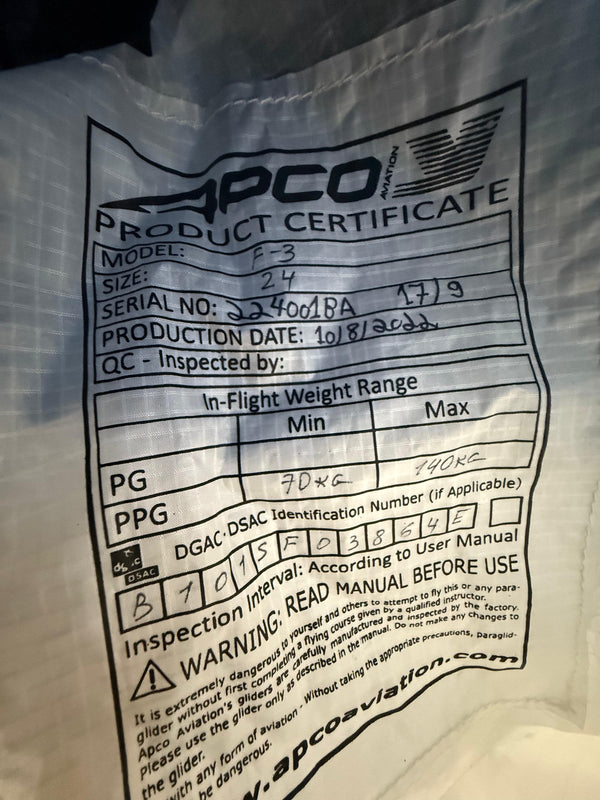 APCO AVIATION
PRODUCT CERTIFICATE
MODEL: F-3
SIZE: 24
SERIAL NO: 224001BA 17/9
PRODUCTION DATE: 10/8/2022
QC - Inspected by:
In-Flight Weight Range
Min Max
PG
PPG 70KG 140KG
DGAC-DSAC Identification Number (if Applicable)
DSAC
B 1 0 1 5 F 0 3 8 6 4 E
Inspection Interval: According to User Manual
WARNING: READ MANUAL BEFORE USE
It is extremely dangerous to yourself and others to attempt to fly this or any para-
glider without first completing a flying course given by a qualified instructor.
Apco Aviation's gliders are carefully manufactured and inspected by the factory.
Please use the glider only as described in the manual. Do not make any changes to
the glider.
with any form of aviation - Without taking the appropriate precautions, paraglid-
be dangerous.
w.apcoaviation.com